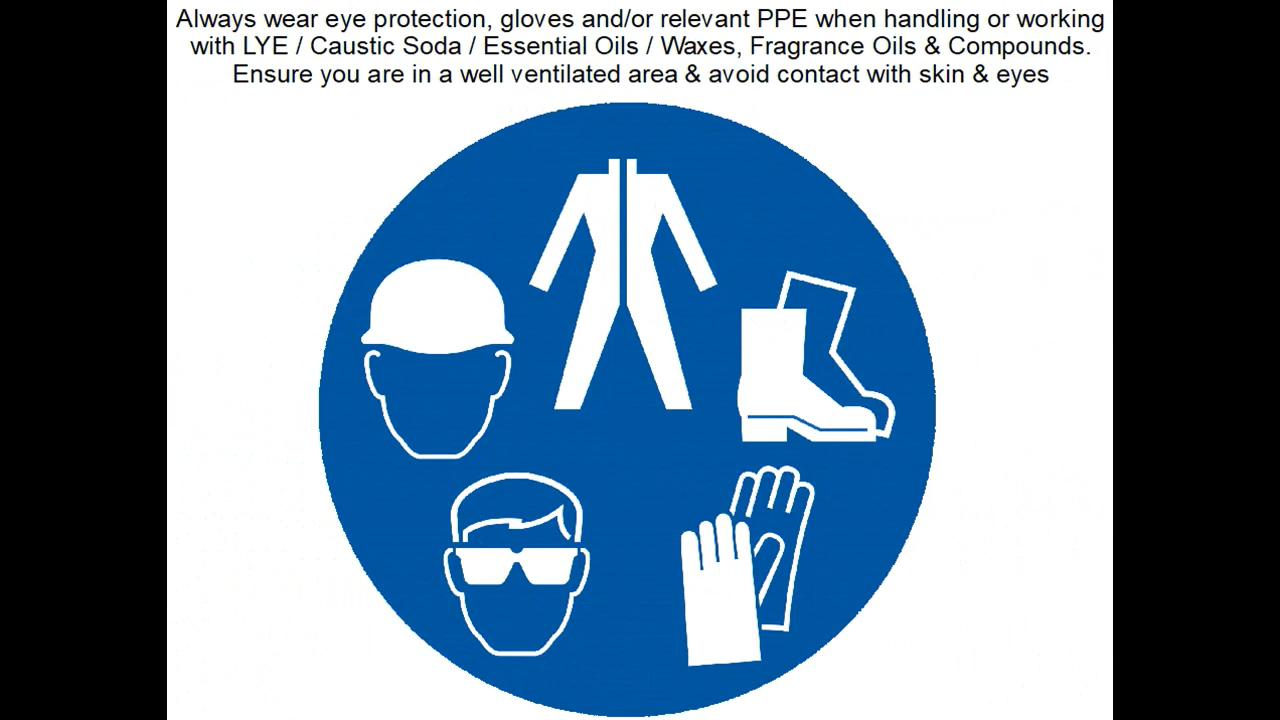 Always wear eye protection, gloves and/or relevant PPE when handling or working
with LYE / Caustic Soda / Essential Oils / Waxes, Fragrance Oils & Compounds.
Ensure you are in a well ventilated area & avoid contact with skin & eyes